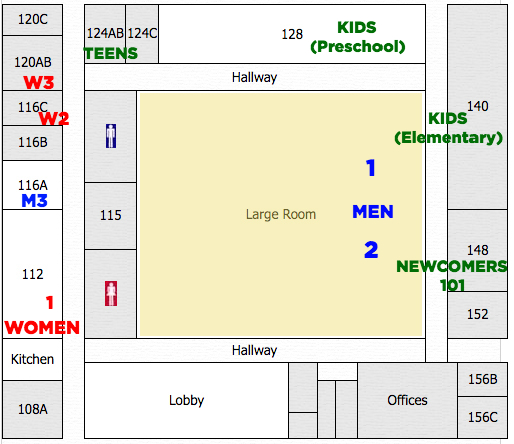 120C
124AB
124C
128
KIDS
(Preschool)
TEENS
120AB
W3
Hallway
116C
W2
140
KIDS
(Elementary)
116B
116A
M3
1
MEN
2
115
Large Room
112
148
NEWCOMERS
101
1
WOMEN
152
Kitchen
Hallway
108A
Lobby
Offices
156B
156C